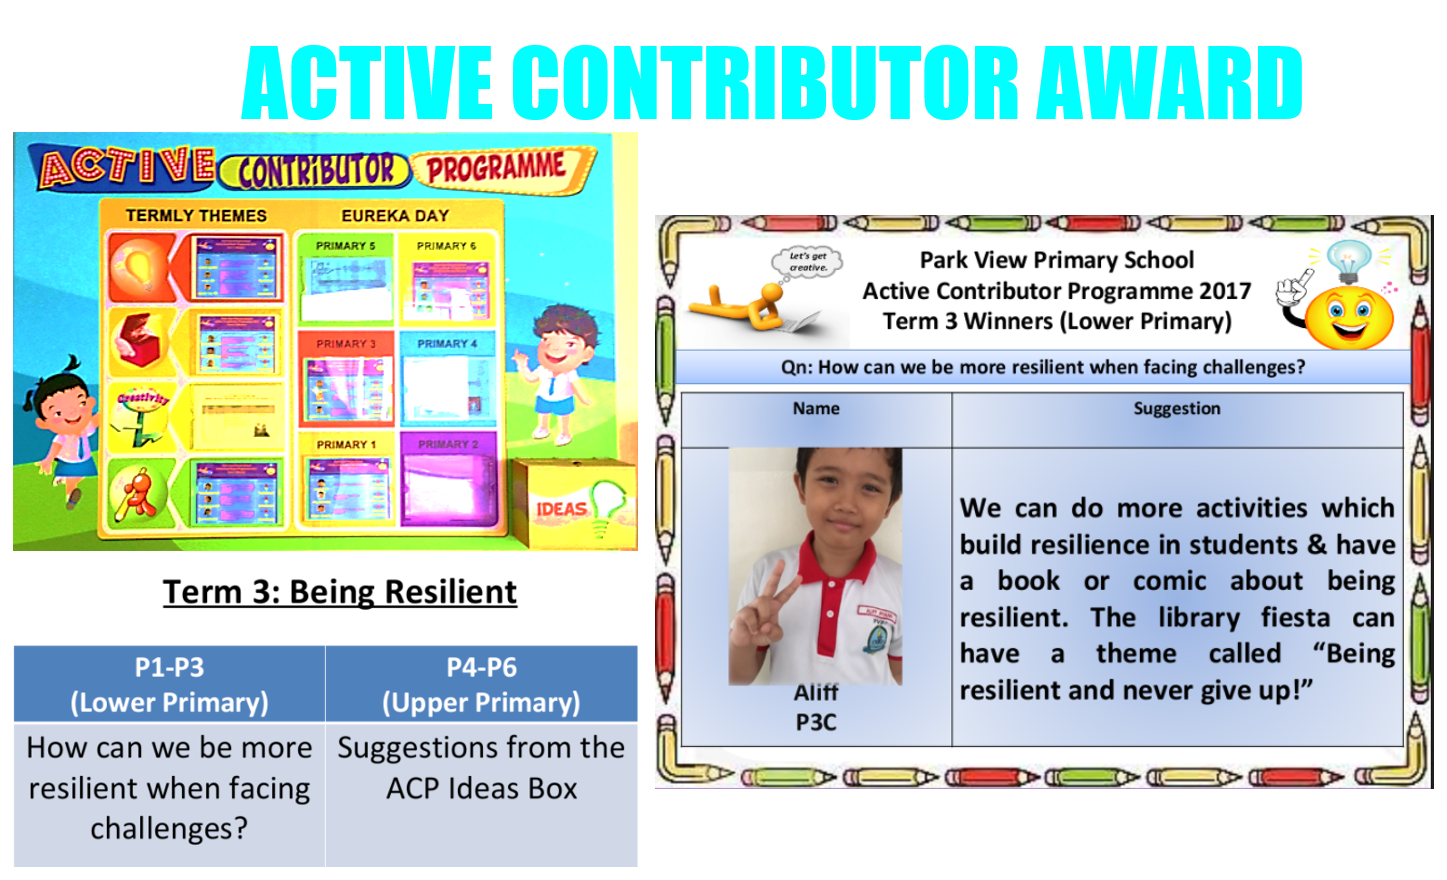 ACTIVE CONTRIBUTOR AWARD
ACTIVE CONTRIBUTOR PROGRAMME
TERMLY THEMES
EUREKA DAY
PRIMARY 5
PRIMARY 6
PRIMARY 3
PRIMARY 4
Creativity
PRIMARY 1
PRIMARY 2
IDEAS
Term 3: Being Resilient
P1-P3
(Lower Primary)
P4-P6
(Upper Primary)
How can we be more
resilient when facing
challenges?
Suggestions from the
ACP Ideas Box
Let's get
creative.
Park View Primary School
Active Contributor Programme 2017
Term 3 Winners (Lower Primary)
Qn: How can we be more resilient when facing challenges?
Name
Suggestion
Aliff
P3C
We can do more activities which
build resilience in students & have
a book or comic about being
resilient. The library fiesta can
have a theme called “Being
resilient and never give up!”